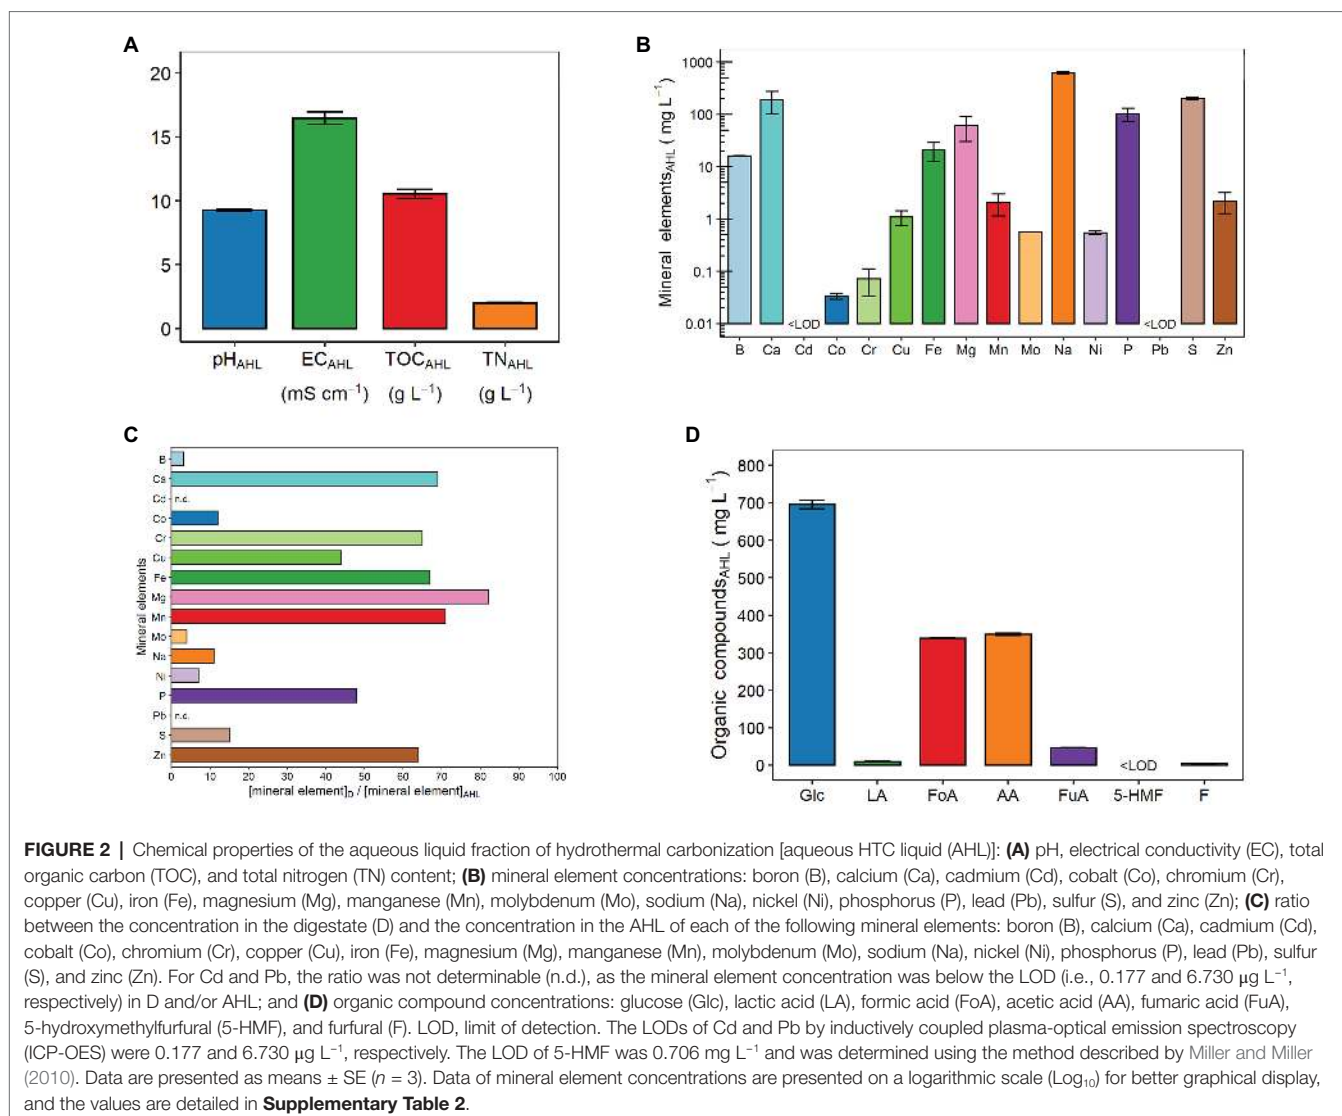 A
20
15
10
5
0
pHAHL ECAHL TOCAHL TNAHL
(mS cm−1) (g L−1) (g L−1)
B
Mineral elementsAHL ( mg L−1)
1000
100
10
1
0.1
0.01
<LOD <LOD
B Ca Cd Co Cr Cu Fe Mg Mn Mo Na Ni P Pb S Zn
C
Mineral elements
B
Ca
Cd n.d.
Co
Cr
Cu
Fe
Mg
Mn
Mo
Na
Ni
P
Pb n.d.
S
Zn
0 10 20 30 40 50 60 70 80 90 100
[mineral element]D / [mineral element]AHL
D
Organic compoundsAHL ( mg L−1)
800
700
600
500
400
300
200
100
0
<LOD
Glc LA FoA AA FuA 5-HMF F
FIGURE 2 | Chemical properties of the aqueous liquid fraction of hydrothermal carbonization [aqueous HTC liquid (AHL)]: (A) pH, electrical conductivity (EC), total
organic carbon (TOC), and total nitrogen (TN) content; (B) mineral element concentrations: boron (B), calcium (Ca), cadmium (Cd), cobalt (Co), chromium (Cr),
copper (Cu), iron (Fe), magnesium (Mg), manganese (Mn), molybdenum (Mo), sodium (Na), nickel (Ni), phosphorus (P), lead (Pb), sulfur (S), and zinc (Zn); (C) ratio
between the concentration in the digestate (D) and the concentration in the AHL of each of the following mineral elements: boron (B), calcium (Ca), cadmium (Cd),
cobalt (Co), chromium (Cr), copper (Cu), iron (Fe), magnesium (Mg), manganese (Mn), molybdenum (Mo), sodium (Na), nickel (Ni), phosphorus (P), lead (Pb), sulfur
(S), and zinc (Zn). For Cd and Pb, the ratio was not determinable (n.d.), as the mineral element concentration was below the LOD (i.e., 0.177 and 6.730 μg L−1,
respectively) in D and/or AHL; and (D) organic compound concentrations: glucose (Glc), lactic acid (LA), formic acid (FoA), acetic acid (AA), fumaric acid (FuA),
5-hydroxymethylfurfural (5-HMF), and furfural (F). LOD, limit of detection. The LODs of Cd and Pb by inductively coupled plasma-optical emission spectroscopy
(ICP-OES) were 0.177 and 6.730 μg L−1, respectively. The LOD of 5-HMF was 0.706 mg L−1 and was determined using the method described by Miller and Miller
(2010). Data are presented as means ± SE (n = 3). Data of mineral element concentrations are presented on a logarithmic scale (Log10) for better graphical display,
and the values are detailed in Supplementary Table 2.